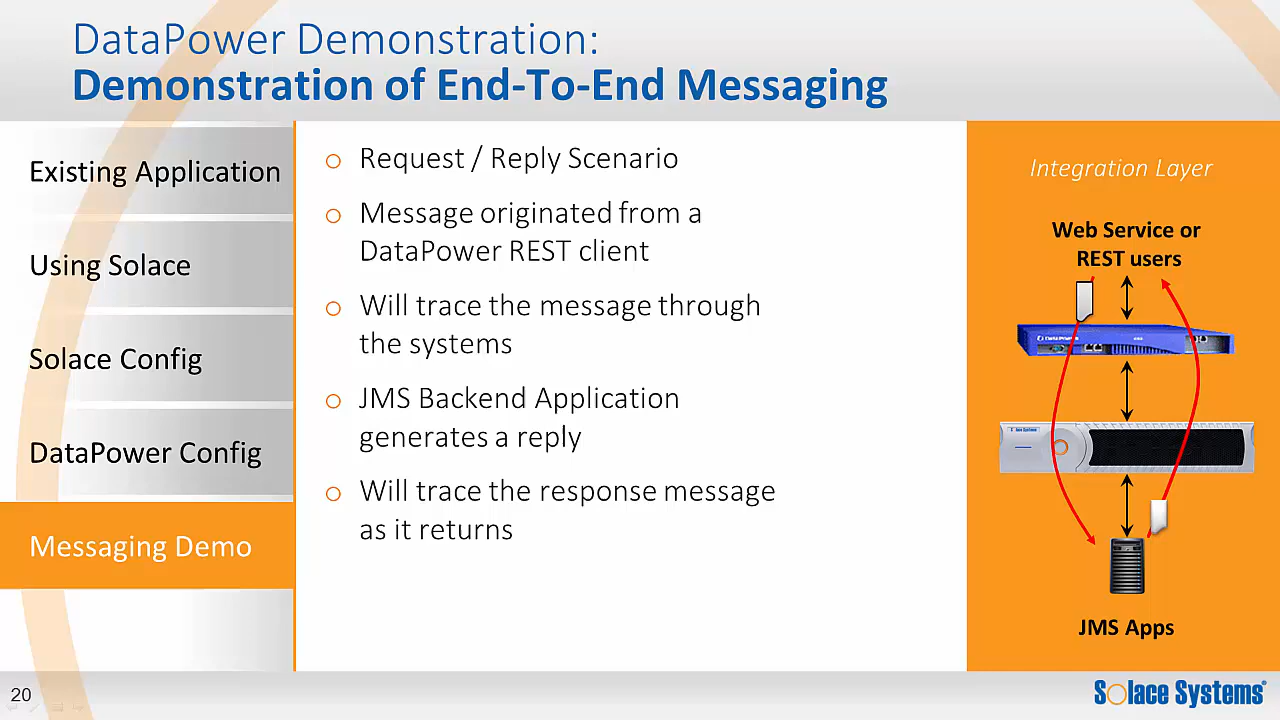 DataPower Demonstration:
Demonstration of End-To-End Messaging
Existing Application
Using Solace
Solace Config
DataPower Config
Messaging Demo
o Request / Reply Scenario
o Message originated from a
DataPower REST client
o Will trace the message through
the systems
o JMS Backend Application
generates a reply
o Will trace the response message
as it returns
Integration Layer
Web Service or
REST users
DataPower
Solace Systems
JMS Apps
20
Solace Systems®